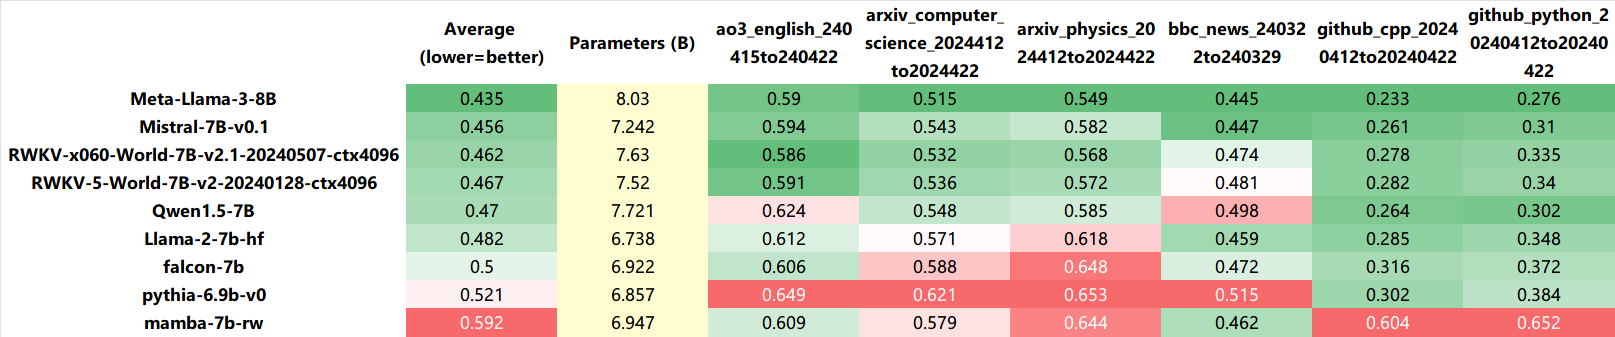 Average (lower=better) Parameters (B) ao3_english_240415to240422 arxiv_computer_science_2024412to2024422 arxiv_physics_2024412to2024422 bbc_news_240322to240329 github_cpp_20240412to20240422 github_python_20240412to20240422
Meta-Llama-3-8B 0.435 8.03 0.59 0.515 0.549 0.445 0.233 0.276
Mistral-7B-v0.1 0.456 7.242 0.594 0.543 0.582 0.447 0.261 0.31
RWKV-x060-World-7B-v2.1-20240507-ctx4096 0.462 7.63 0.586 0.532 0.568 0.474 0.278 0.335
RWKV-5-World-7B-v2-20240128-ctx4096 0.467 7.52 0.591 0.536 0.572 0.481 0.282 0.34
Qwen1.5-7B 0.47 7.721 0.624 0.548 0.585 0.498 0.264 0.302
Llama-2-7b-hf 0.482 6.738 0.612 0.571 0.618 0.459 0.285 0.348
falcon-7b 0.5 6.922 0.606 0.588 0.648 0.472 0.316 0.372
pythia-6.9b-v0 0.521 6.857 0.649 0.621 0.653 0.515 0.302 0.384
mamba-7b-rw 0.592 6.947 0.609 0.579 0.644 0.462 0.604 0.652